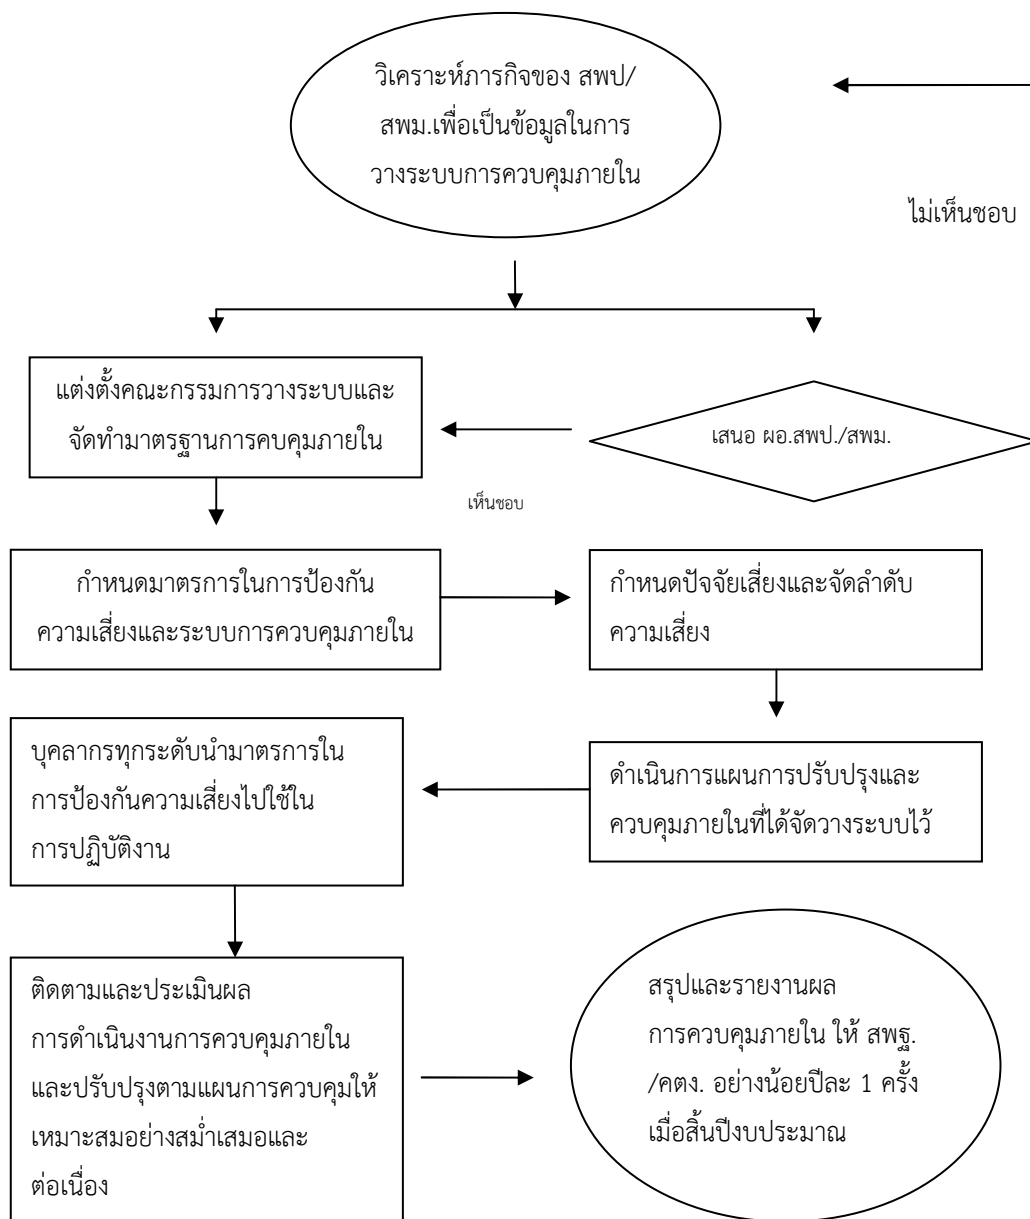 วิเคราะห์ภารกิจของ สพป/
สพม.เพื่อเป็นข้อมูลในการ
วางระบบการควบคุมภายใน
ไม่เห็นชอบ
แต่งตั้งคณะกรรมการวางระบบและ
จัดทำมาตรฐานการคบคุมภายใน
เสนอ ผอ.สพป./สพม.
เห็นชอบ
กำหนดมาตรการในการป้องกัน
ความเสี่ยงและระบบการควบคุมภายใน
กำหนดปัจจัยเสี่ยงและจัดลำดับ
ความเสี่ยง
ดำเนินการแผนการปรับปรุงและ
ควบคุมภายในที่ได้จัดวางระบบไว้
บุคลากรทุกระดับนำมาตรการใน
การป้องกันความเสี่ยงไปใช้ใน
การปฏิบัติงาน
ติดตามและประเมินผล
การดำเนินงานการควบคุมภายใน
และปรับปรุงตามแผนการควบคุมให้
เหมาะสมอย่างสม่ำเสมอและ
ต่อเนื่อง
สรุปและรายงานผล
การควบคุมภายใน ให้ สพฐ.
/คตง. อย่างน้อยปีละ 1 ครั้ง
เมื่อสิ้นปีงบประมาณ